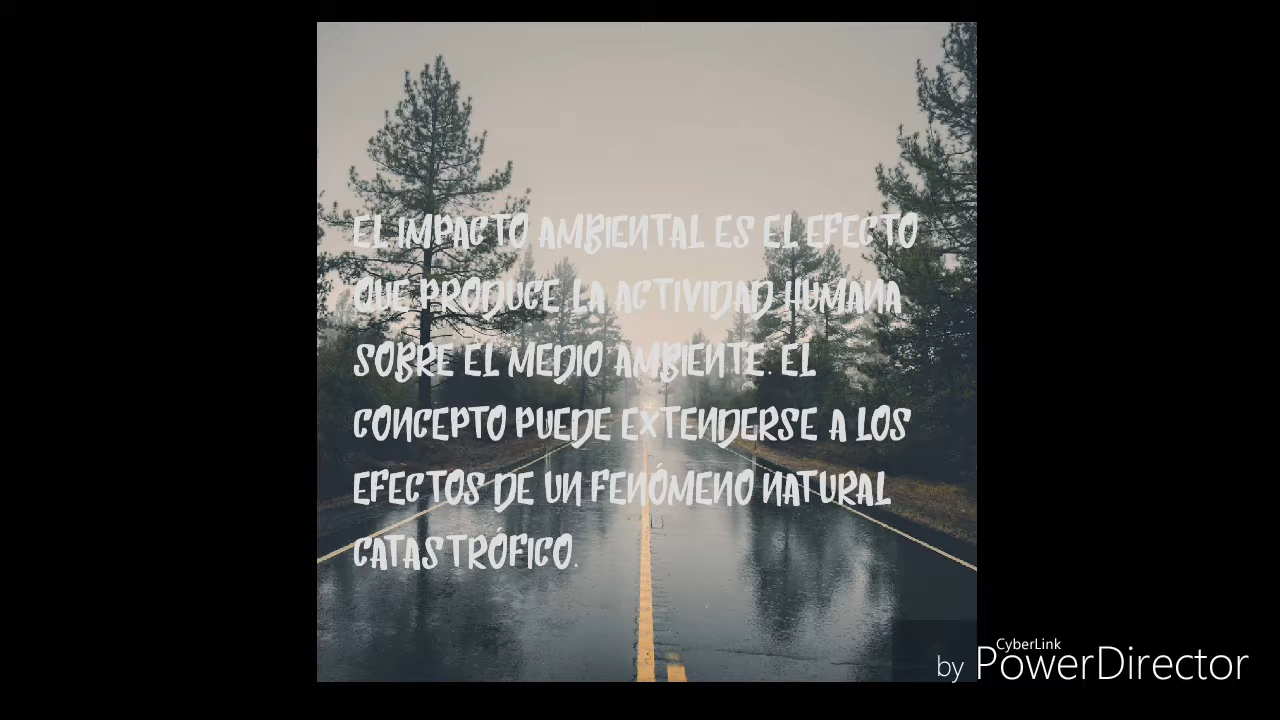 EL IMPACTO AMBIENTAL ES EL EFECTO
QUE PRODUCE LA ACTIVIDAD HUMANA
SOBRE EL MEDIO AMBIENTE. EL
CONCEPTO PUEDE EXTENDERSE A LOS
EFECTOS DE UN FENÓMENO NATURAL
CATASTRÓFICO.
CyberLink
by PowerDirector